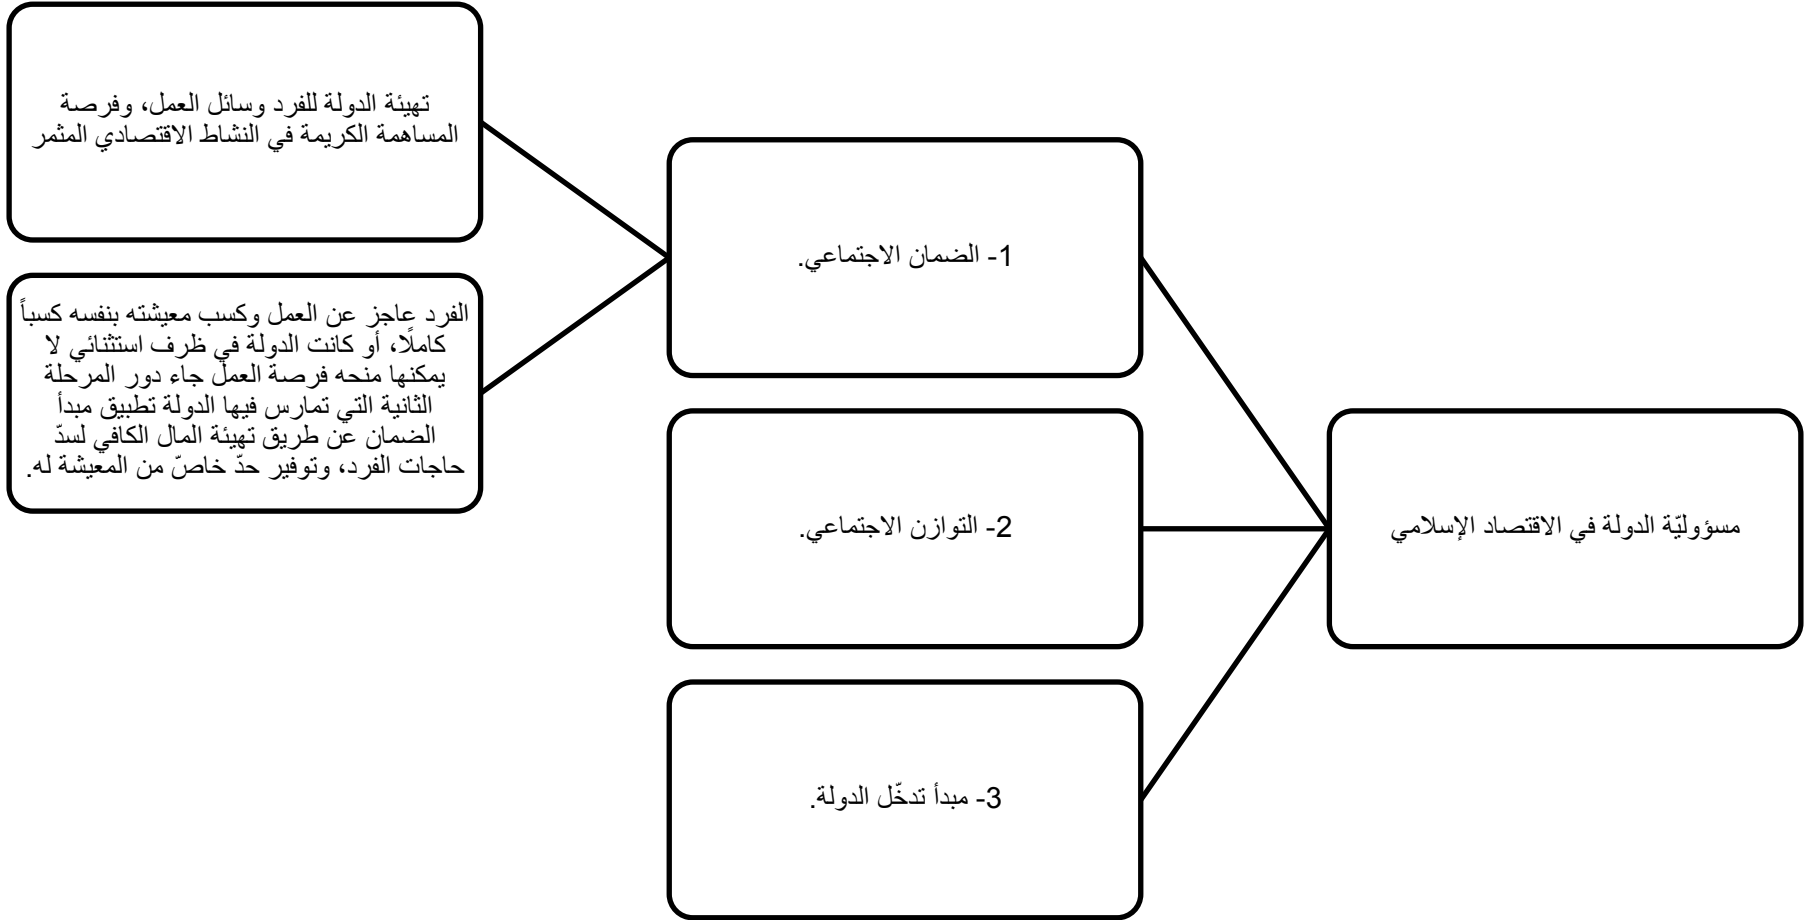 مسؤوليّة الدولة في الاقتصاد الإسلامي
1- الضمان الاجتماعي.
تهيئة الدولة للفرد وسائل العمل، وفرصة
المساهمة الكريمة في النشاط الاقتصادي المثمر
الفرد عاجز عن العمل وكسب معيشته بنفسه كسباً
كاملًا، أو كانت الدولة في ظرف استثنائي لا
يمكنها منحه فرصة العمل جاء دور المرحلة
الثانية التي تمارس فيها الدولة تطبيق مبدأ
الضمان عن طريق تهيئة المال الكافي لسدّ
حاجات الفرد، وتوفير حدّ خاصّ من المعيشة له.
2- التوازن الاجتماعي.
3- مبدأ تدخّل الدولة.